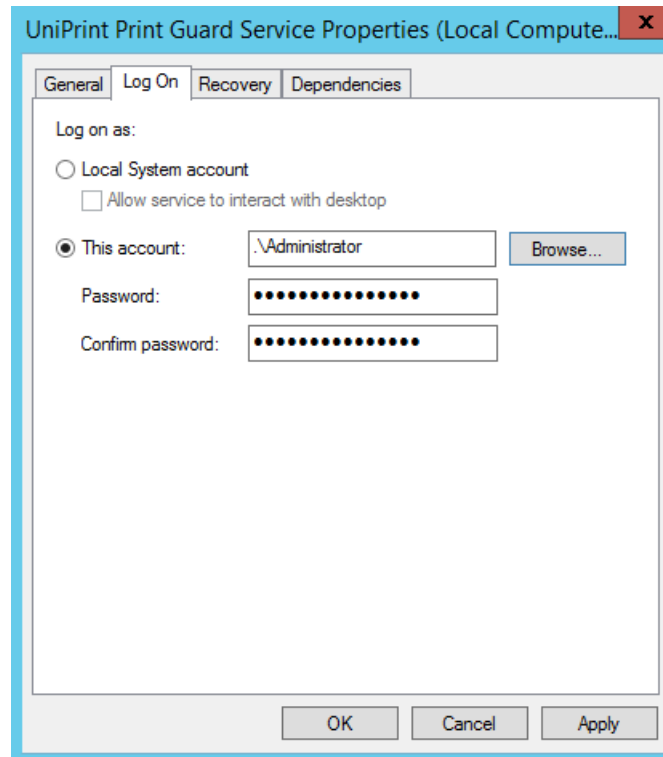 UniPrint Print Guard Service Properties (Local Compute... x
General Log On Recovery Dependencies
Log on as:
Local System account
Allow service to interact with desktop
This account: .\Administrator Browse...
Password: •••••••••••••••
Confirm password: •••••••••••••••
OK Cancel Apply